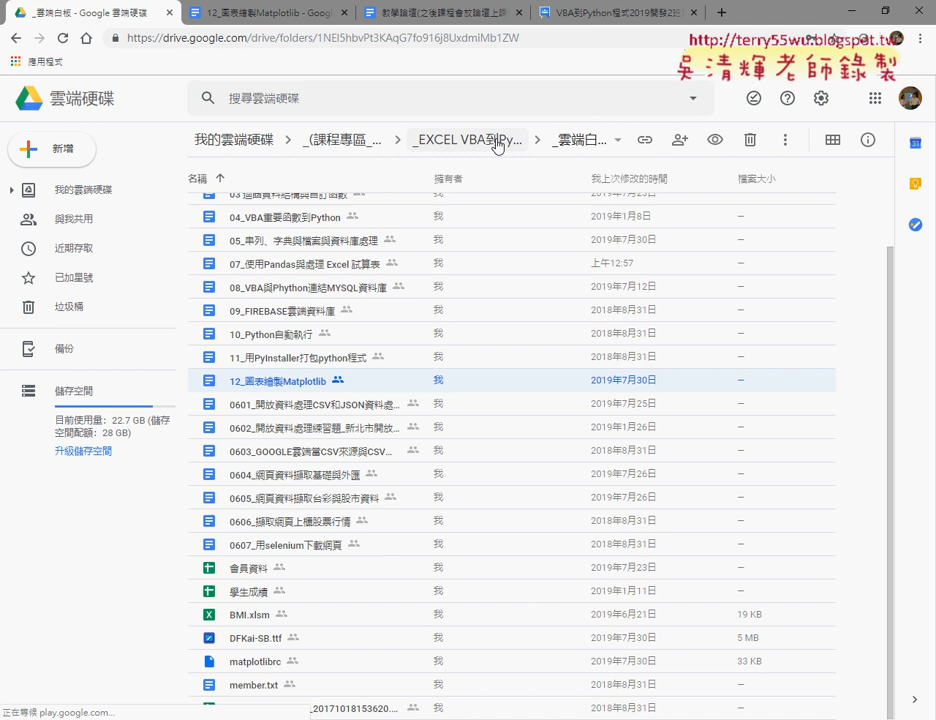 _雲端白板 - Google 雲端硬碟
12_圖表繪製Matplotlib - Googl
教學論壇(之後課程會放論壇上課
VBA到Python程式2019開發2班
https://drive.google.com/drive/folders/1NEI5hbvPt3KAqG7fo916j8UxdmiMb1ZW
http://terry55wu.blogspot.tw
吳清輝老師錄製
應用程式
雲端硬碟
搜尋雲端硬碟
新增
我的雲端硬碟
_(課程專區_...
_EXCEL VBA到Py...
_雲端白...
名稱
擁有者
我上次修改的時間
檔案大小
我的雲端硬碟
與我共用
近期存取
已加星號
垃圾桶
備份
儲存空間
目前使用量：22.7 GB (儲存
空間配額：28 GB)
升級儲存空間
03 迴圈資料結構與自訂函數 我 2019年7月23日 —
04_VBA重要函數到Python 我 2019年1月8日 —
05_串列、字典與檔案與資料庫處理 我 2019年7月30日 —
07_使用Pandas與處理 Excel 試算表 我 上午12:57 —
08_VBA與Phython連結MYSQL資料庫 我 2019年7月12日 —
09_FIREBASE雲端資料庫 我 2018年8月31日 —
10_Python自動執行 我 2018年8月31日 —
11_用PyInstaller打包python程式 我 2018年8月31日 —
12_圖表繪製Matplotlib 我 2019年7月30日 —
0601_開放資料處理CSV和JSON資料處... 我 2019年7月25日 —
0602_開放資料處理練習題_新北市開放... 我 2019年1月26日 —
0603_GOOGLE雲端當CSV來源與CSV... 我 2018年8月31日 —
0604_網頁資料擷取基礎與外匯 我 2019年7月26日 —
0605_網頁資料擷取台彩與股市資料 我 2019年7月26日 —
0606_擷取網頁上櫃股票行情 我 2018年8月31日 —
0607_用selenium下載網頁 我 2018年8月31日 —
會員資料 我 2019年7月23日 —
學生成績 我 2019年1月11日 —
BMI.xlsm 我 2019年6月21日 19 KB
DFKai-SB.ttf 我 2019年7月30日 5 MB
matplotlibrc 我 2019年7月30日 33 KB
member.txt 我 2018年8月31日 —
_20171018153620.... 我 2018年8月31日 —
正在等候 play.google.com...